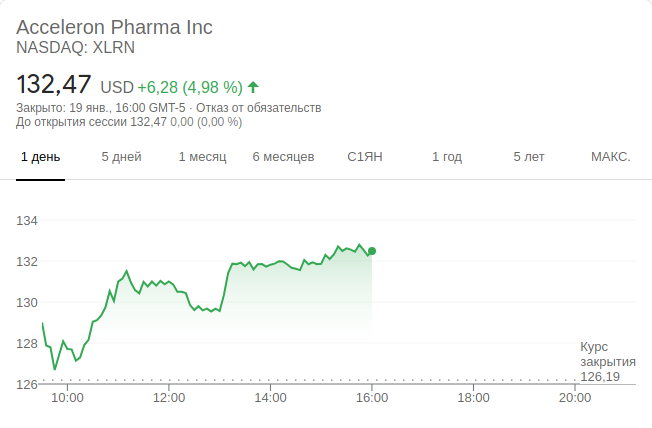 Acceleron Pharma Inc
NASDAQ: XLRN
132,47 USD +6,28 (4,98 %)
Закрыто: 19 янв., 16:00 GMT-5 · Отказ от обязательств
До открытия сессии 132,47 0,00 (0,00 %)
1 день 5 дней 1 месяц 6 месяцев С1ЯН 1 год 5 лет МАКС.
134
132
130
128
126
Курс
закрытия
126,19
10:00 12:00 14:00 16:00 18:00 20:00